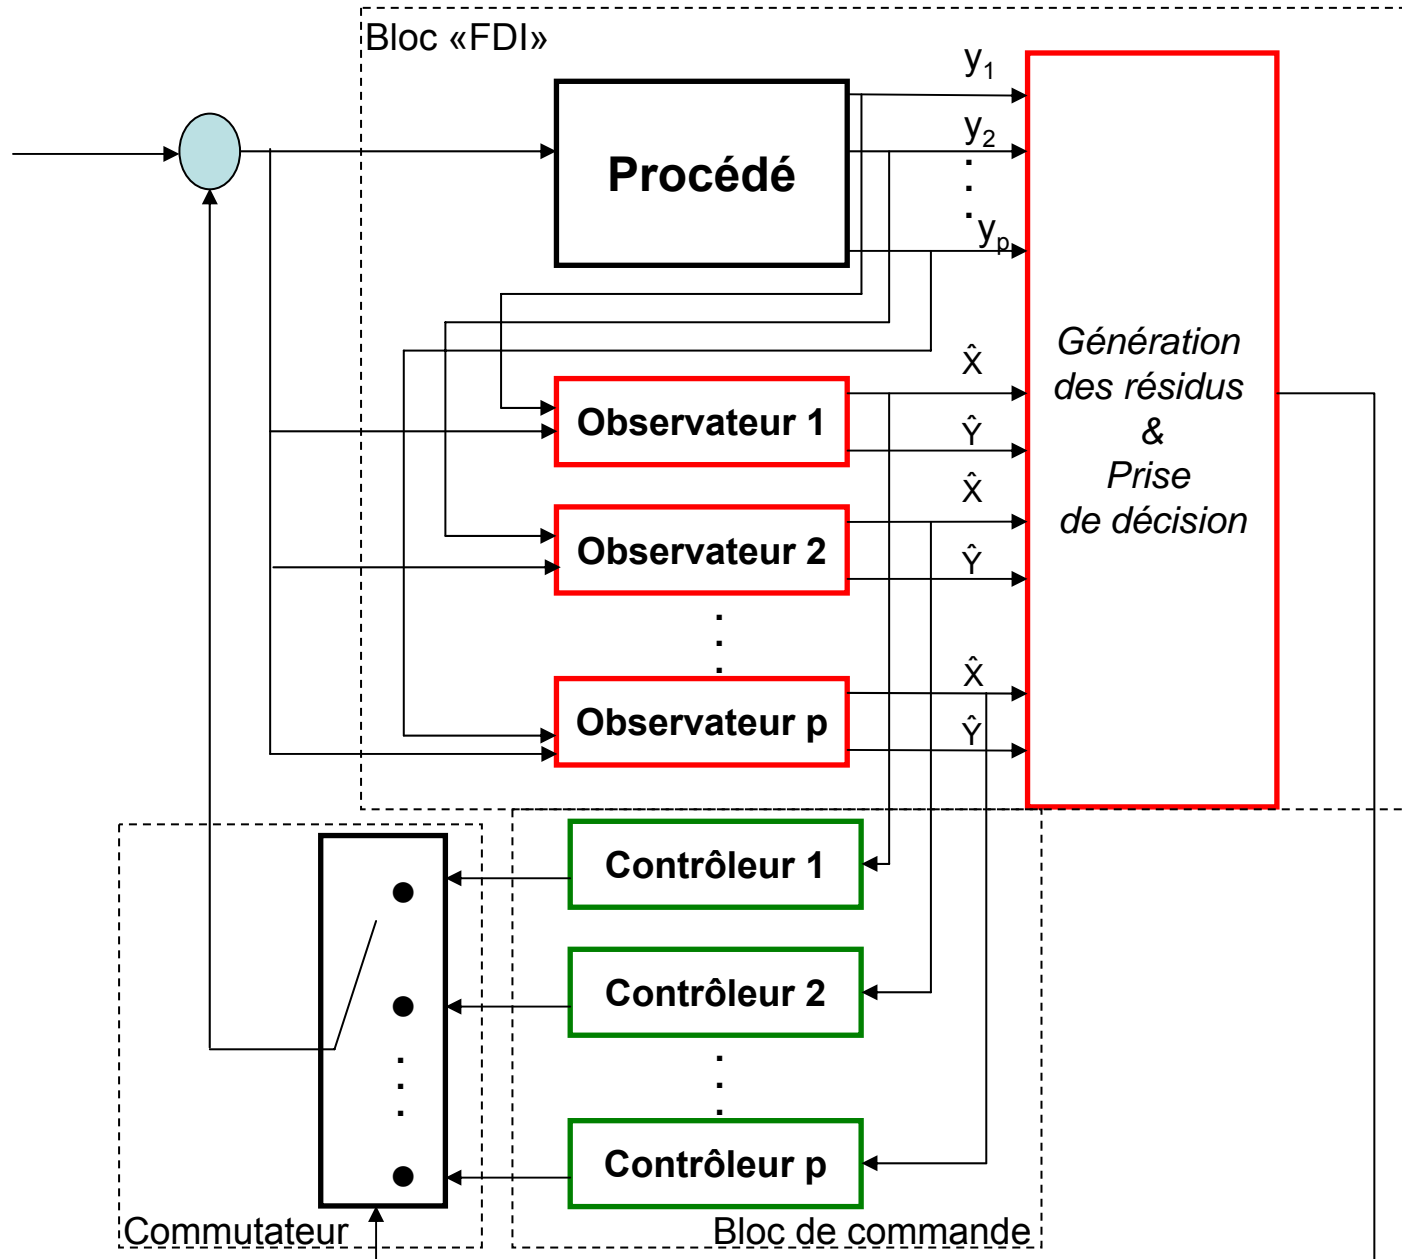 Bloc «FDI»
Procédé
y1
y2
.
.
.
yp
Observateur 1
X̂
Ŷ
Observateur 2
X̂
Ŷ
.
.
.
Observateur p
X̂
Ŷ
Génération
des résidus
&
Prise
de décision
Contrôleur 1
Contrôleur 2
.
.
.
Contrôleur p
.
.
.
Commutateur
Bloc de commande